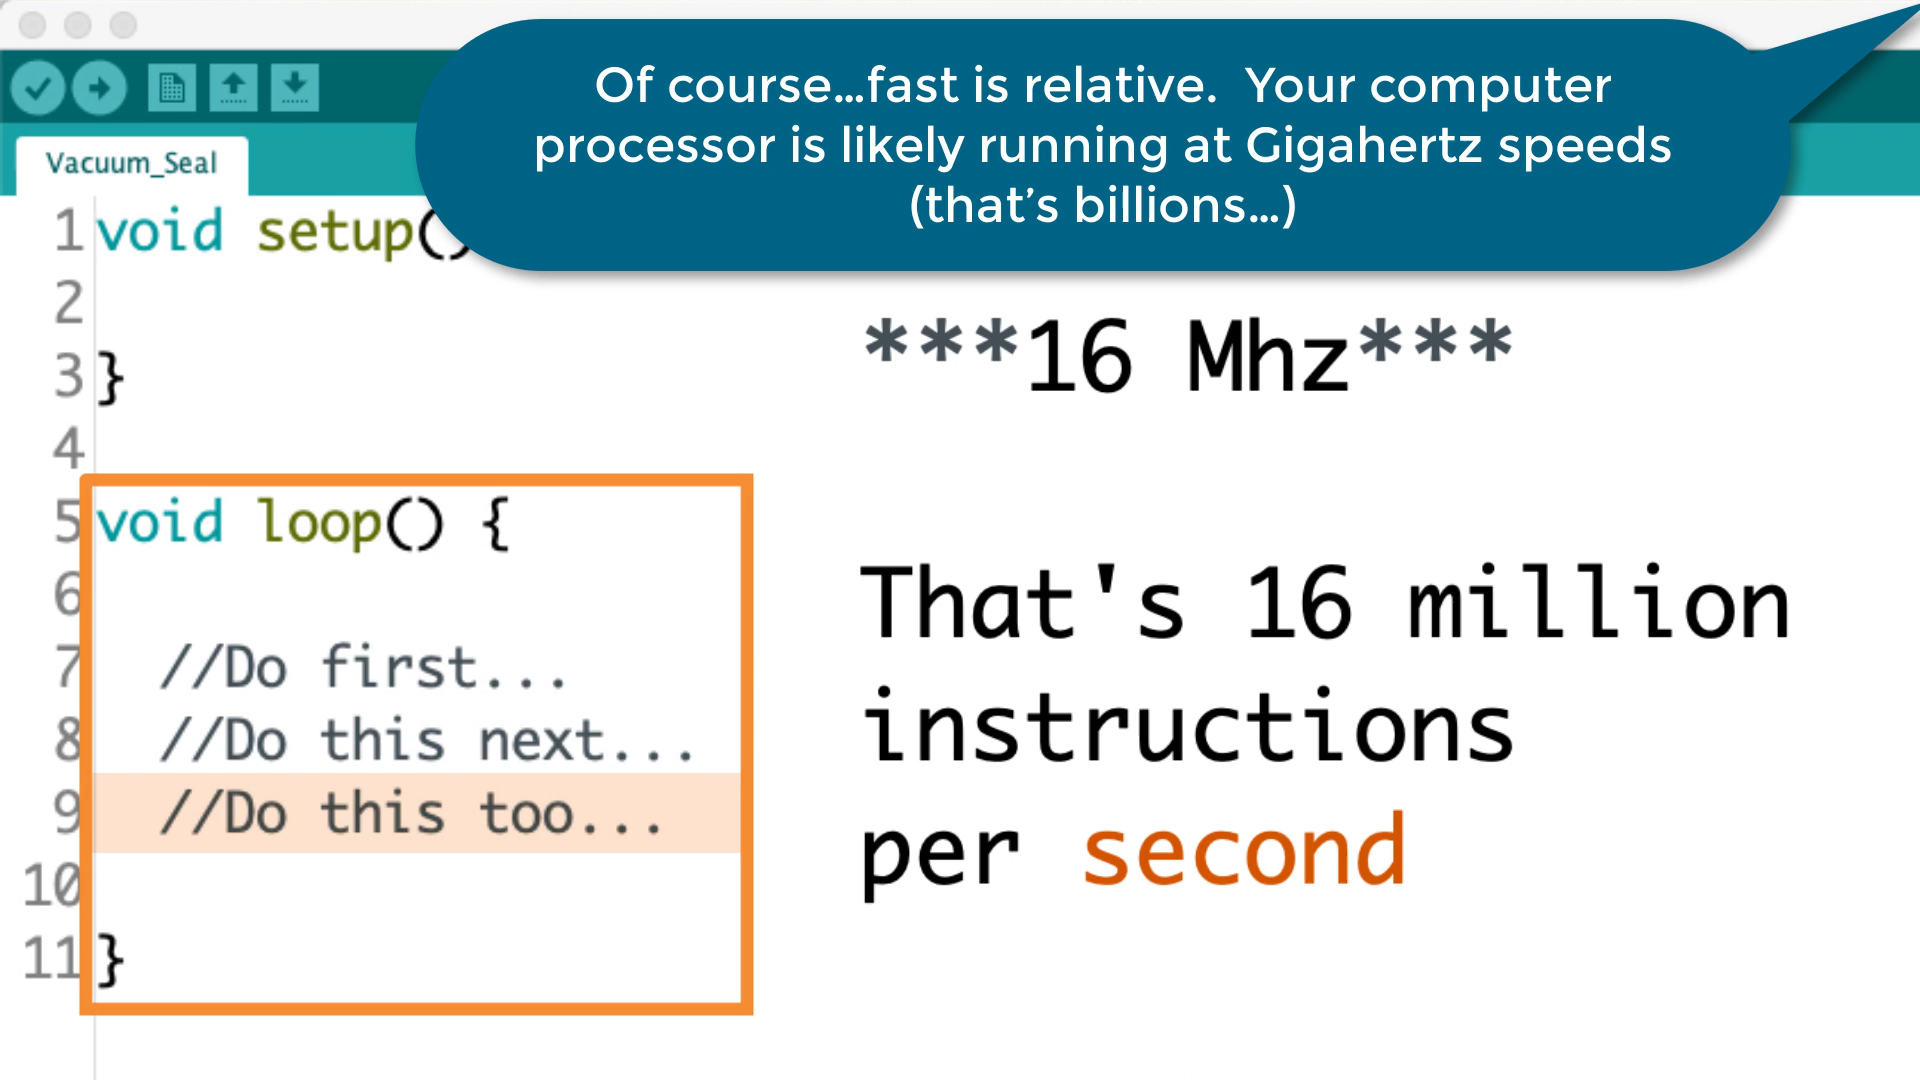 Of course...fast is relative. Your computer
processor is likely running at Gigahertz speeds
(that’s billions...)
Vacuum_Seal
1 void setup()
2
3 }
4
5 void loop() {
6
7 //Do first...
8 //Do this next...
9 //Do this too...
10
11 }
***16 Mhz***
That's 16 million
instructions
per second